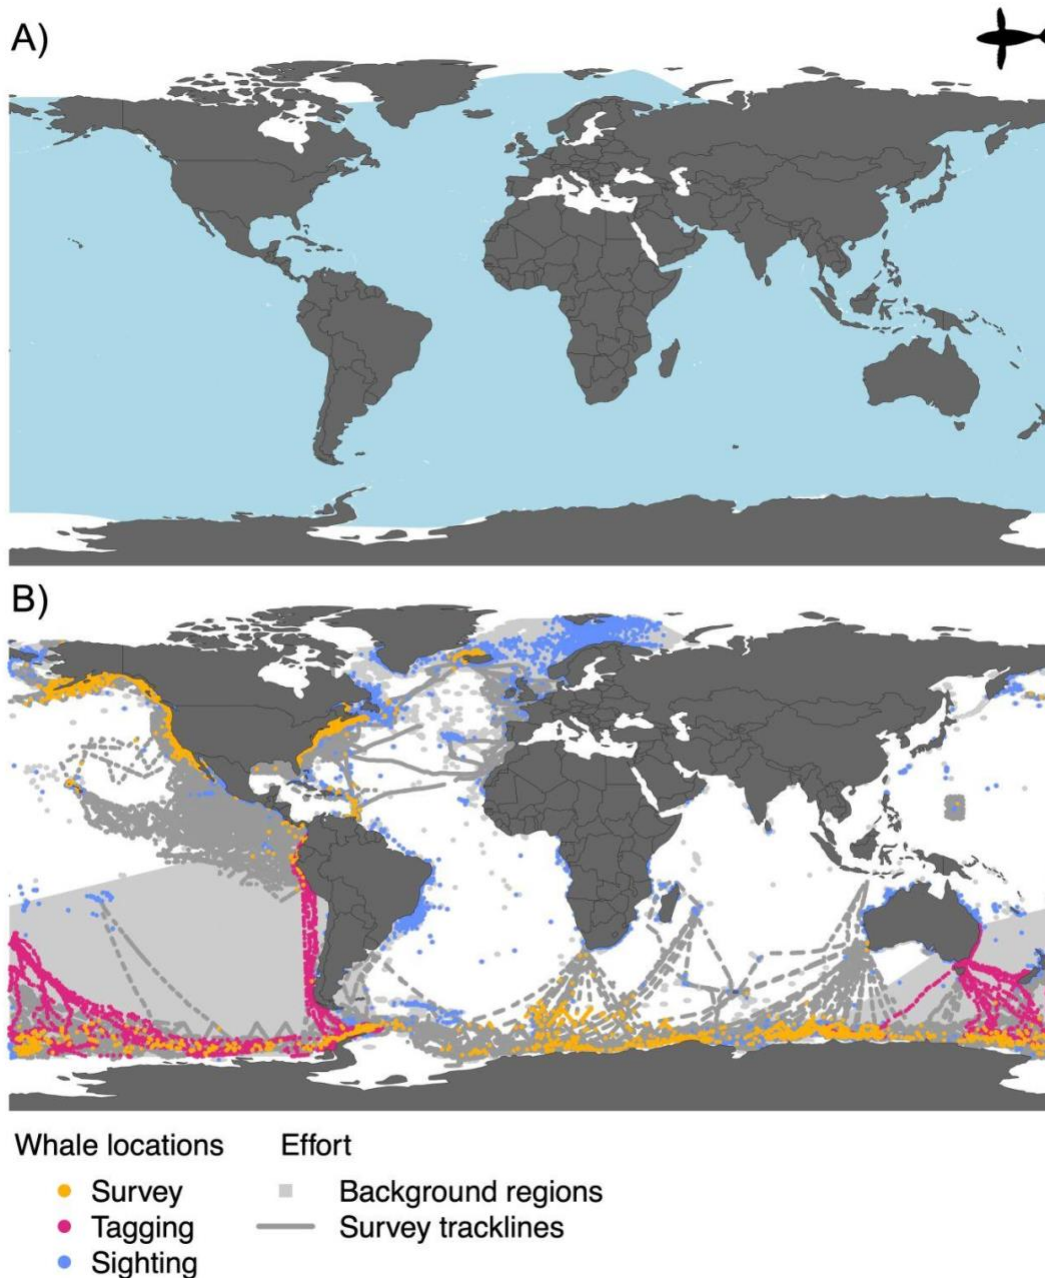 A)
B)
Whale locations Effort
Survey Background regions
Tagging Survey tracklines
Sighting